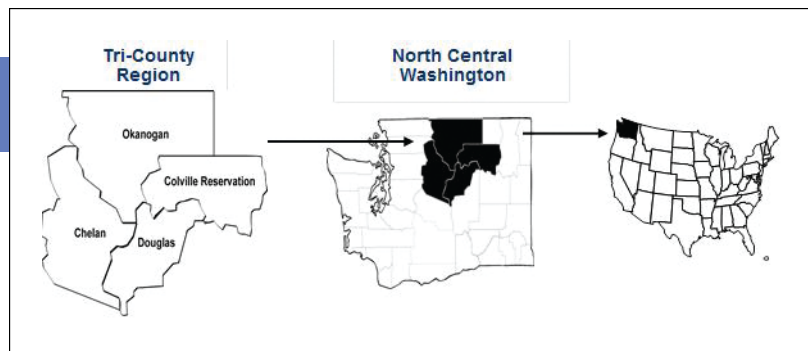 Tri-County
Region
North Central
Washington
Okanogan
Colville Reservation
Chelan
Douglas